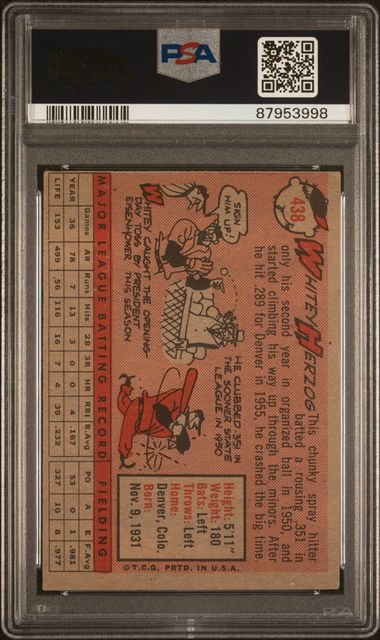 PSA
87953998
438
WHITEY HERZOG
This chunky spray hitter
batted a rousing .351 in
only his second year in organized ball in 1950, and
started climbing his way up through the minors. After
he hit .289 for Denver in 1955, he crashed the big time.
SIGN
HIM UP!
WHITEY CAUGHT THE OPENING-
DAY TOSS BY PRESIDENT
EISENHOWER THIS SEASON
HE CLUBBED .351 IN
THE SOONER STATE
LEAGUE IN 1950
Height: 5'11"
Weight: 180
Bats: Left
Throws: Left
Home:
Denver, Colo.
Born:
Nov 9, 1931
©T.C.G. PRTD. IN U.S.A.
MAJOR LEAGUE BATTING RECORD FIELDING
Games AB Runs Hits 2B 3B HR RBI B.Avg PO A E F.Avg
YEAR 36 78 7 13 3 0 0 4 .167 53 0 1 .981
LIFE 153 499 56 116 16 7 4 39 .232 327 10 8 .977